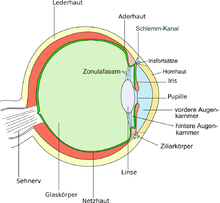 Lederhaut
Aderhaut
Schlemm-Kanal
Zonulafasern
Insfortsätze
Hornhaut
Iris
Pupille
vordere Augen-
kammer
hintere Augen-
kammer
Ziliarkörper
Linse
Sehnerv
Glaskörper
Netzhaut